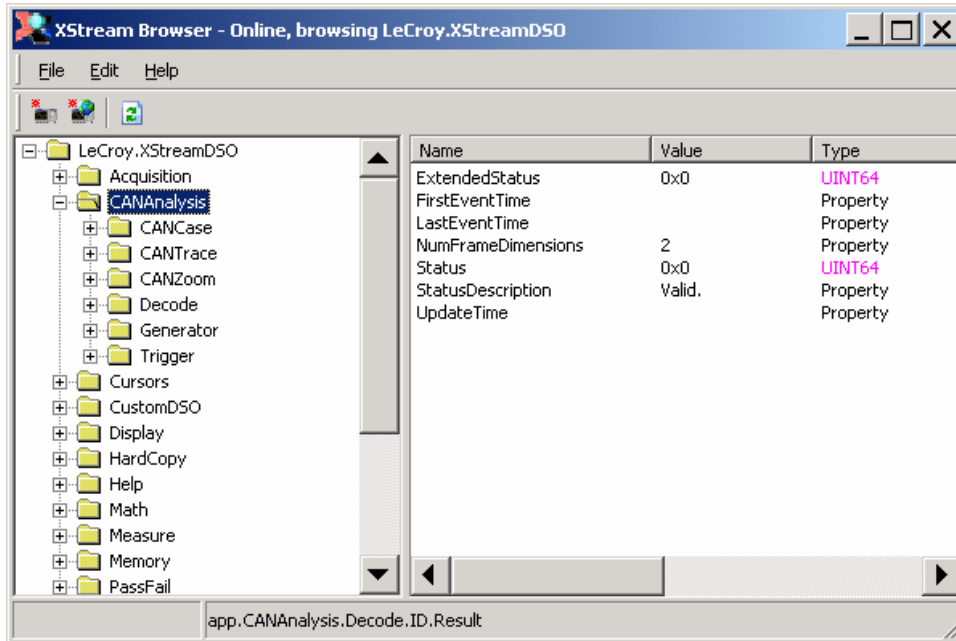 XStream Browser - Online, browsing LeCroy.XStreamDSO
File Edit Help
LeCroy.XStreamDSO
Acquisition
CANAnalysis
CANCase
CANTrace
CANZoom
Decode
Generator
Trigger
Cursors
CustomDSO
Display
HardCopy
Help
Math
Measure
Memory
PassFail
Name Value Type
ExtendedStatus 0x0 UINT64
FirstEventTime Property
LastEventTime Property
NumFrameDimensions 2 Property
Status 0x0 UINT64
StatusDescription Valid. Property
UpdateTime Property
app.CANAnalysis.Decode.ID.Result